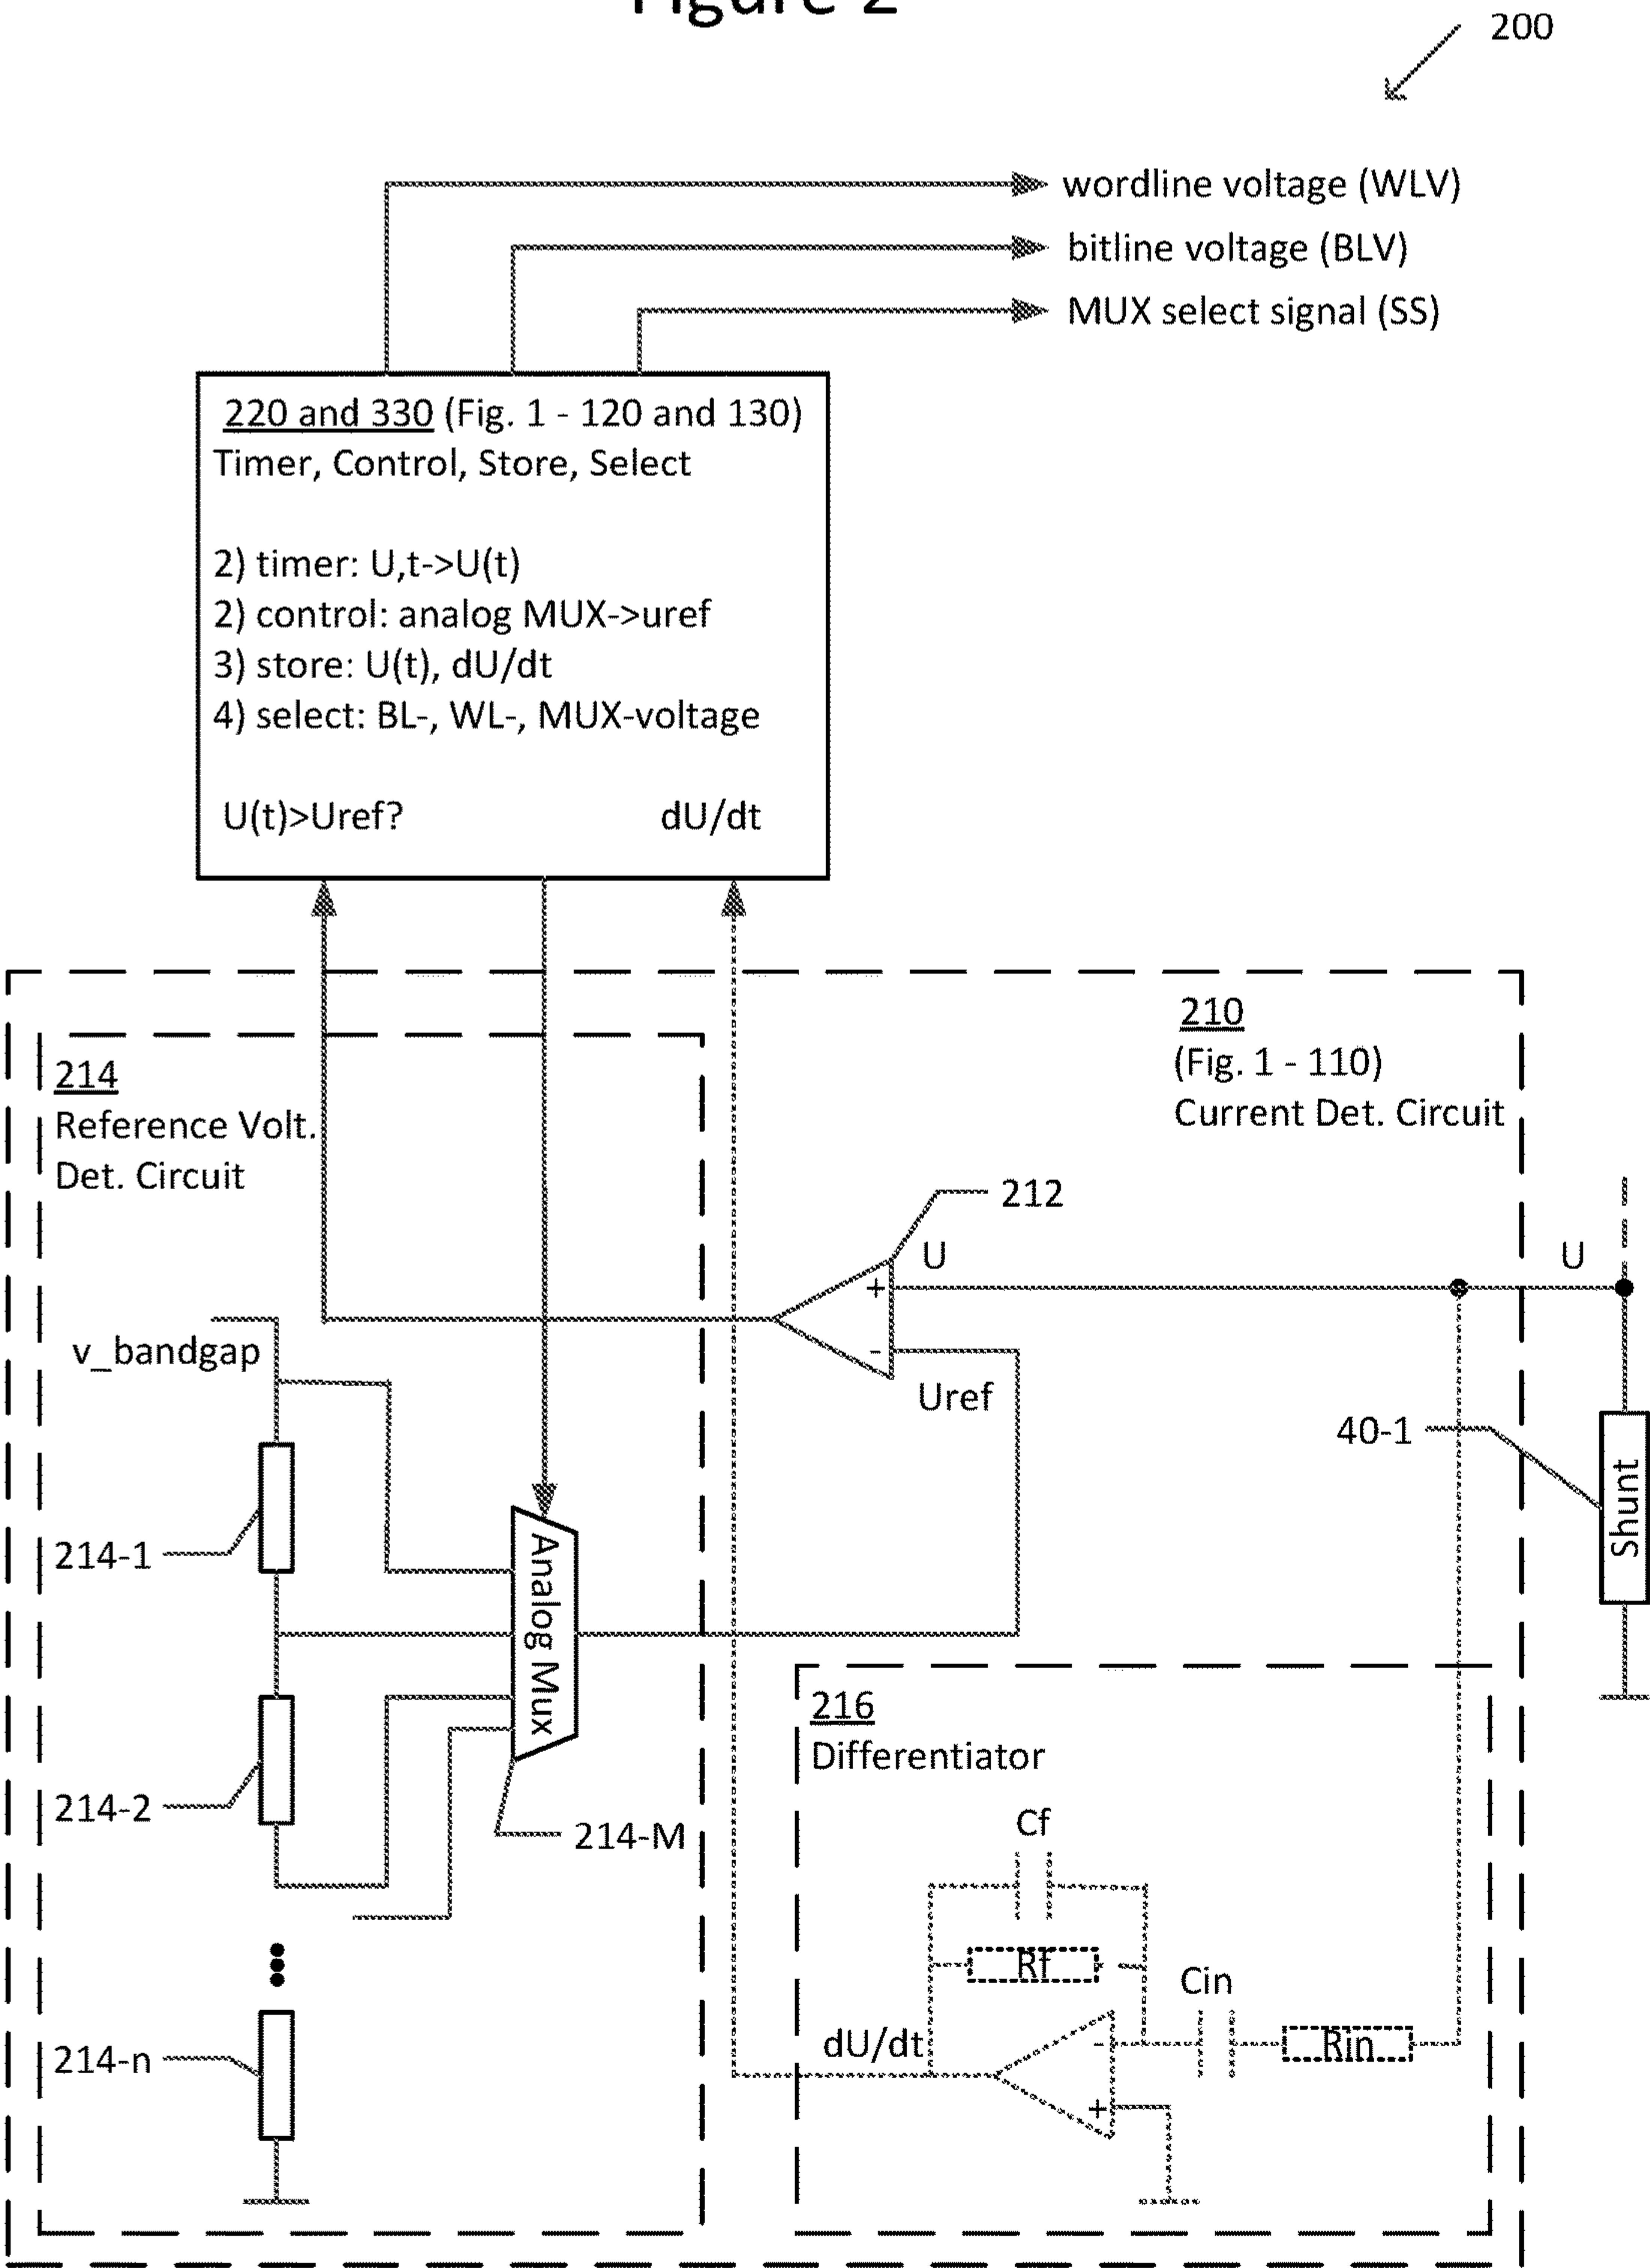 Figure 2
200
wordline voltage (WLV)
bitline voltage (BLV)
MUX select signal (SS)
220 and 330 (Fig. 1 - 120 and 130)
Timer, Control, Store, Select
2) timer: U,t->U(t)
2) control: analog MUX->uref
3) store: U(t), dU/dt
4) select: BL-, WL-, MUX-voltage
U(t)>Uref? dU/dt
210
(Fig. 1 - 110)
Current Det. Circuit
214
Reference Volt.
Det. Circuit
212
U
U
+
-
v_bandgap
Uref
40-1
Shunt
214-1
Analog Mux
216
Differentiator
214-2
214-M
Cf
Rf
Cin
dU/dt
-
Rin
214-n
+